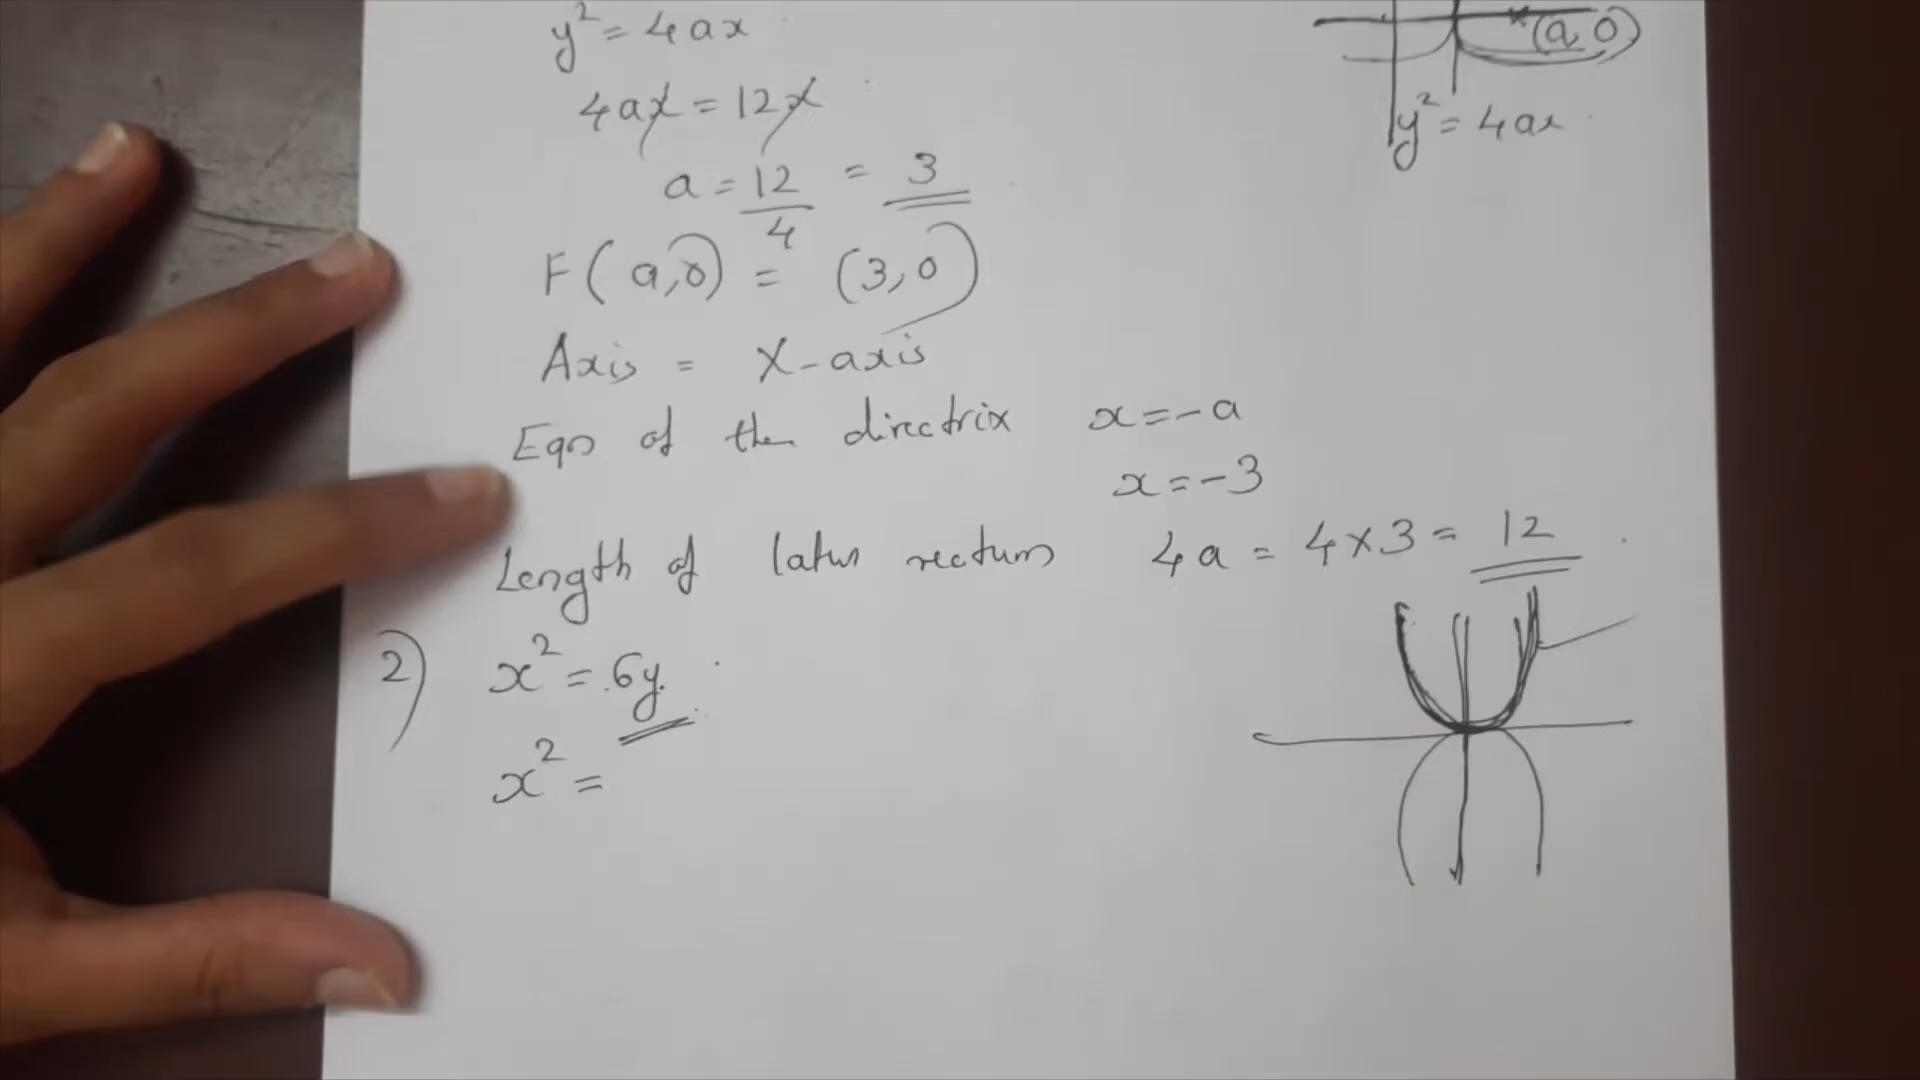 y² = 4ax
(a, 0)
4ax = 12x
y² = 4ax
a = 12/4 = 3
F(a,0) = (3,0)
Axis = X-axis
Eqn of the directrix x = -a
x = -3
Length of latus rectum 4a = 4×3 = 12
2) x² = 6y
x² =